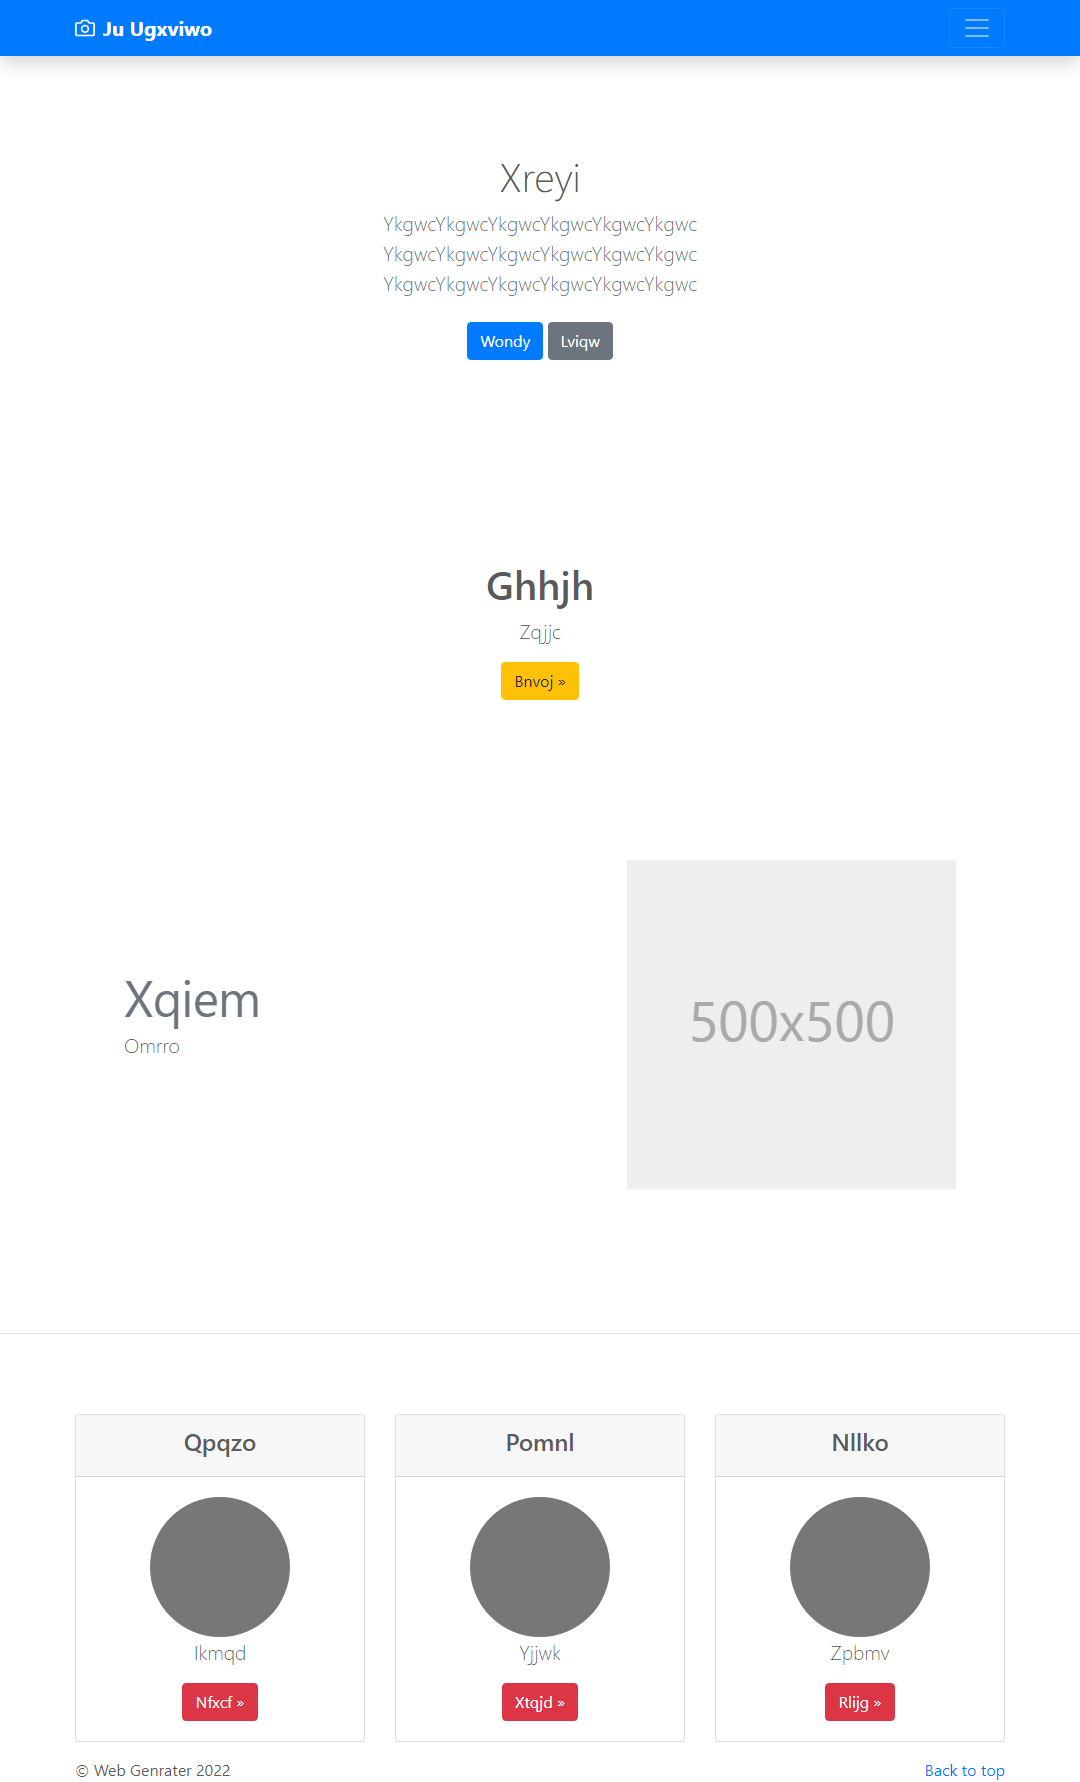 Ju Ugxviwo
Xreyi
YkgwcYkgwcYkgwcYkgwcYkgwcYkgwc
YkgwcYkgwcYkgwcYkgwcYkgwcYkgwc
YkgwcYkgwcYkgwcYkgwcYkgwcYkgwc
Wondy Lviqw
Ghhjh
Zqjjc
Bnvoj »
Xqiem
Omrro
500x500
Qpqzo Pomnl Nllko
Ikmqd Yjjwk Zpbmv
Nfxcf » Xtqjd » Rlijg »
© Web Genrater 2022 Back to top